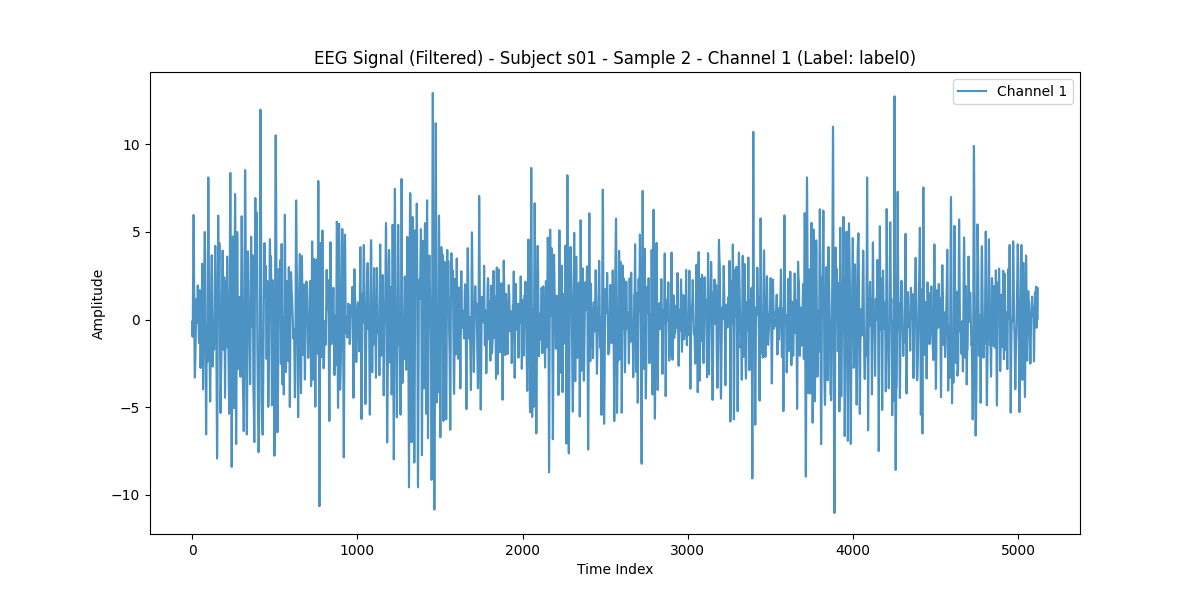 EEG Signal (Filtered) - Subject s01 - Sample 2 - Channel 1 (Label: label0)
Channel 1
10
5
0
−5
−10
Amplitude
0 1000 2000 3000 4000 5000
Time Index